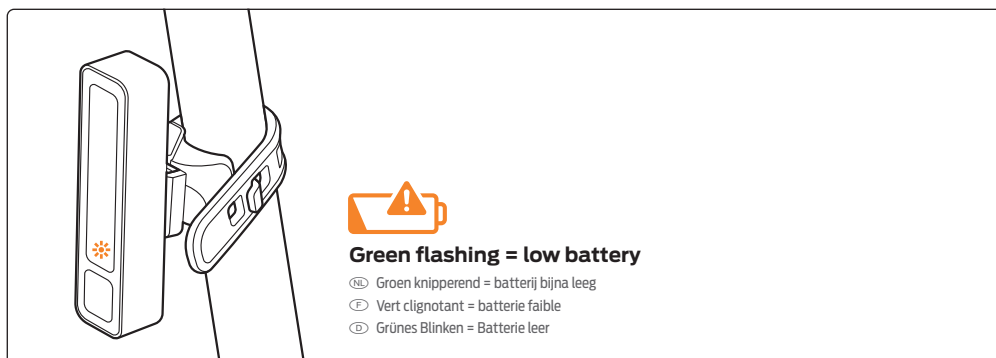 Green flashing = low battery
NL Groen knipperend = batterij bijna leeg
F Vert clignotant = batterie faible
D Grünes Blinken = Batterie leer